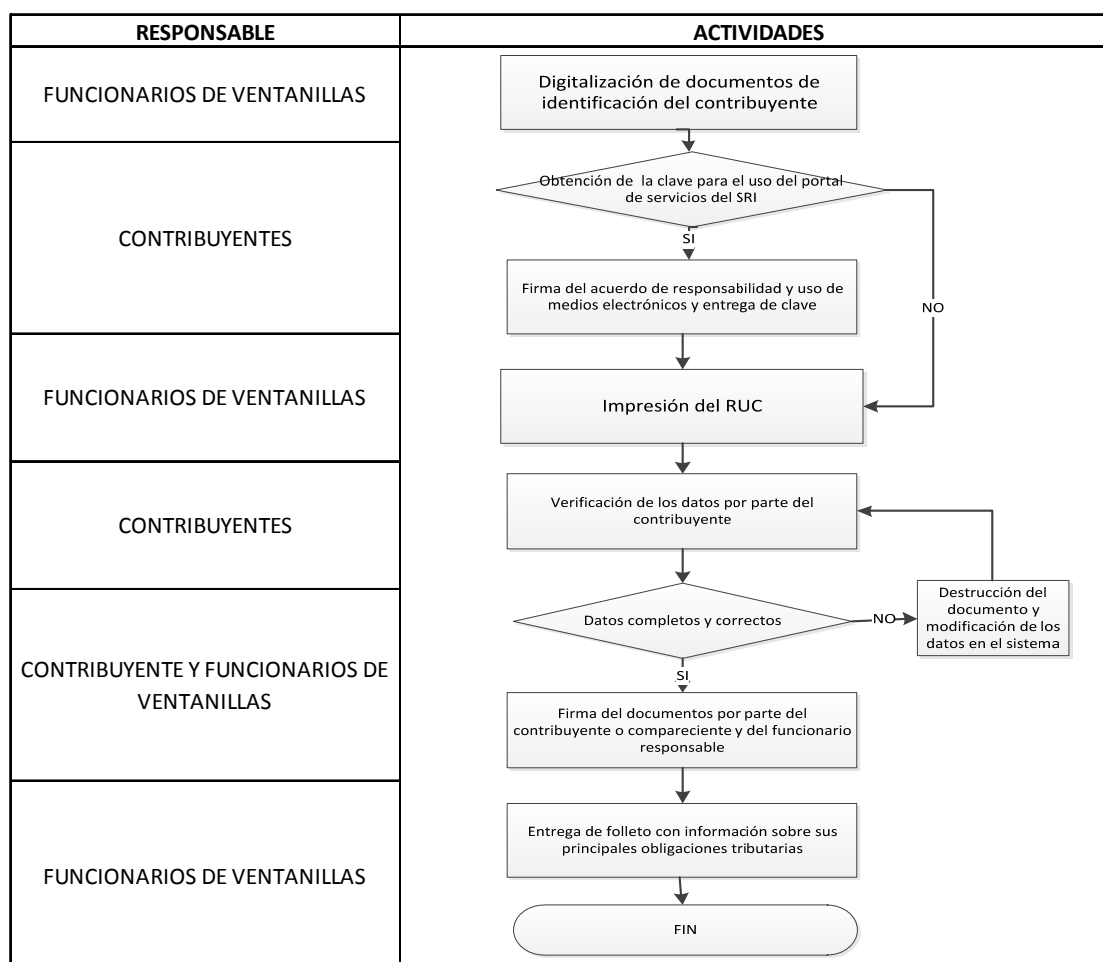 RESPONSABLE
ACTIVIDADES
FUNCIONARIOS DE VENTANILLAS
Digitalización de documentos de
identificación del contribuyente
CONTRIBUYENTES
Obtención de la clave para el uso del portal
de servicios del SRI
SI
NO
Firma del acuerdo de responsabilidad y uso de
medios electrónicos y entrega de clave
FUNCIONARIOS DE VENTANILLAS
Impresión del RUC
CONTRIBUYENTES
Verificación de los datos por parte del
contribuyente
CONTRIBUYENTE Y FUNCIONARIOS DE
VENTANILLAS
Datos completos y correctos
NO
Destrucción del
documento y
modificación de los
datos en el sistema
SI
Firma del documentos por parte del
contribuyente o compareciente y del funcionario
responsable
FUNCIONARIOS DE VENTANILLAS
Entrega de folleto con información sobre sus
principales obligaciones tributarias
FIN